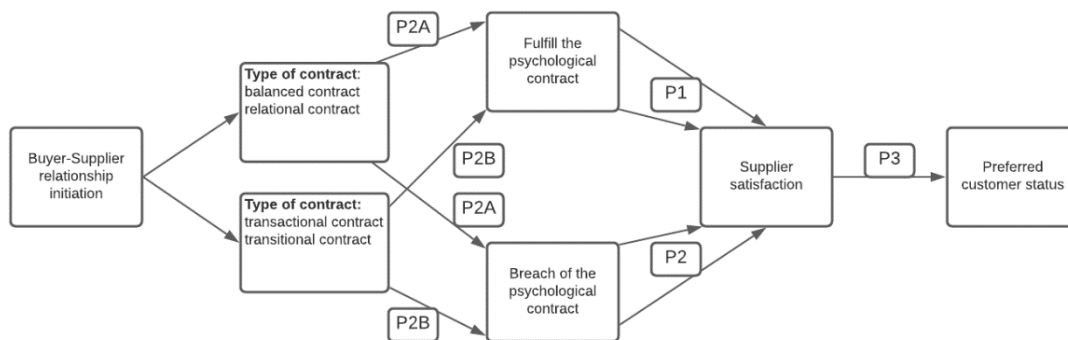 P2A
Fulfill the
psychological
contract
Type of contract:
balanced contract
relational contract
P1
Buyer-Supplier
relationship
initiation
P2B
Supplier
satisfaction
P3
Preferred
customer status
Type of contract:
transactional contract
transitional contract
P2A
Breach of the
psychological
contract
P2
P2B